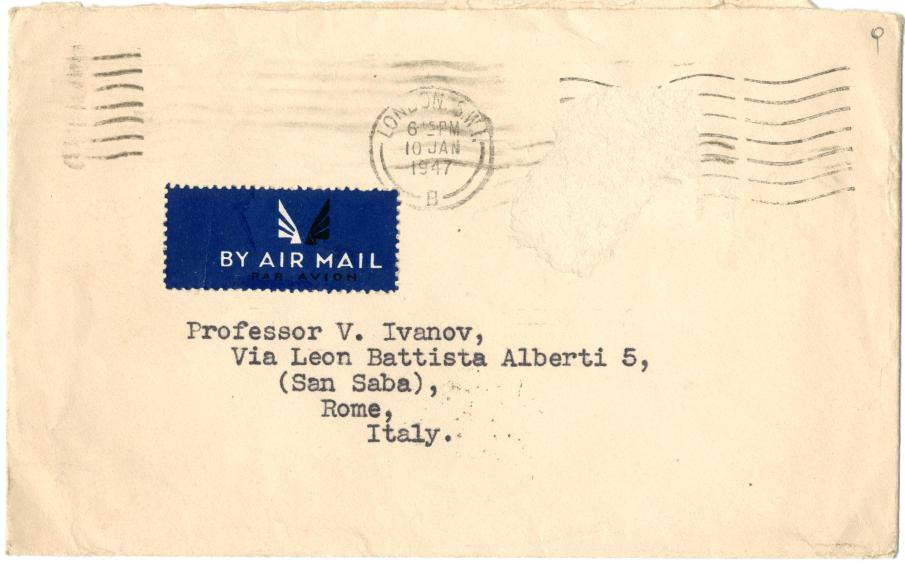 LONDON. S.W.1.
6 15 PM
10 JAN
1947
B
BY AIR MAIL
PAR AVION
Professor V. Ivanov,
Via Leon Battista Alberti 5,
(San Saba),
Rome,
Italy.